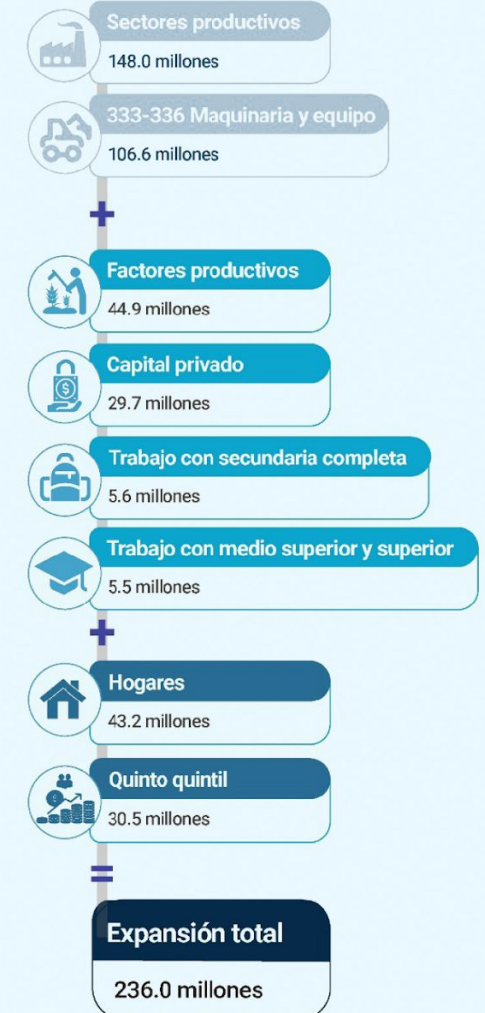 Sectores productivos
148.0 millones
333-336 Maquinaria y equipo
106.6 millones
+
Factores productivos
44.9 millones
Capital privado
29.7 millones
Trabajo con secundaria completa
5.6 millones
Trabajo con medio superior y superior
5.5 millones
+
Hogares
43.2 millones
Quinto quintil
30.5 millones
=
Expansión total
236.0 millones